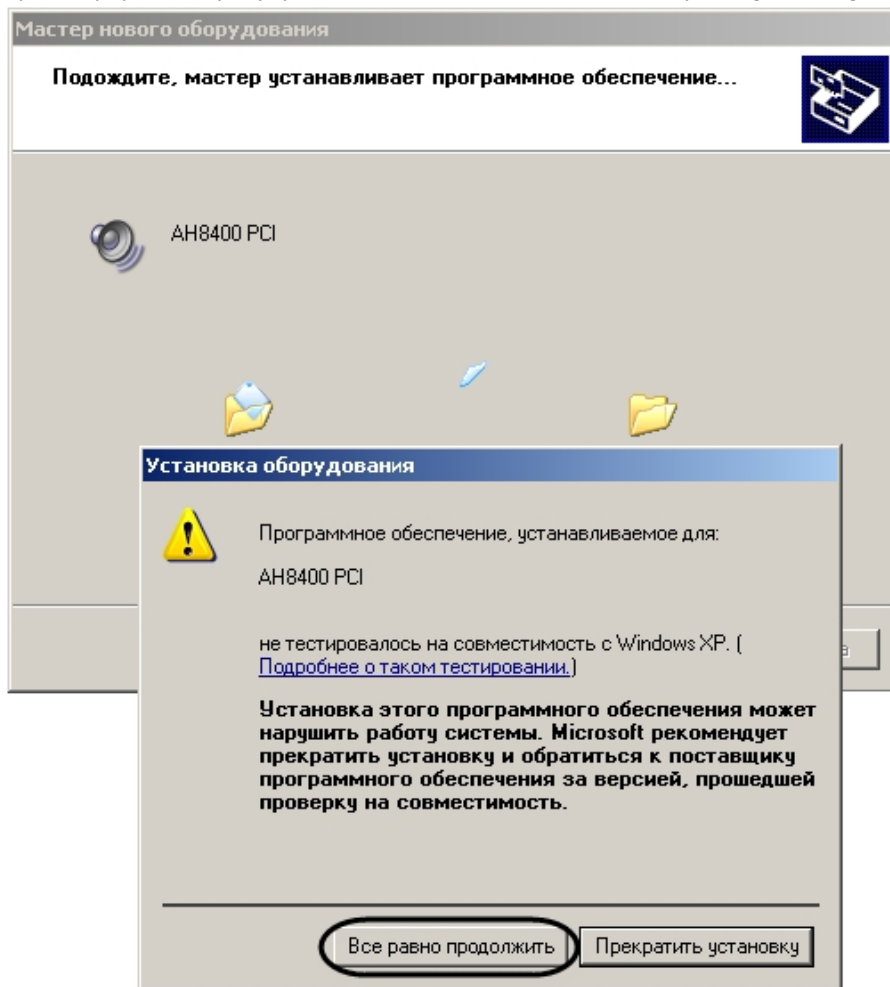 Мастер нового оборудования
Подождите, мастер устанавливает программное обеспечение...
AH8400 PCI
Установка оборудования
Программное обеспечение, устанавливаемое для:
AH8400 PCI
не тестировалось на совместимость с Windows XP. (
Подробнее о таком тестировании.)
Установка этого программного обеспечения может
нарушить работу системы. Microsoft рекомендует
прекратить установку и обратиться к поставщику
программного обеспечения за версией, прошедшей
проверку на совместимость.
Все равно продолжить
Прекратить установку